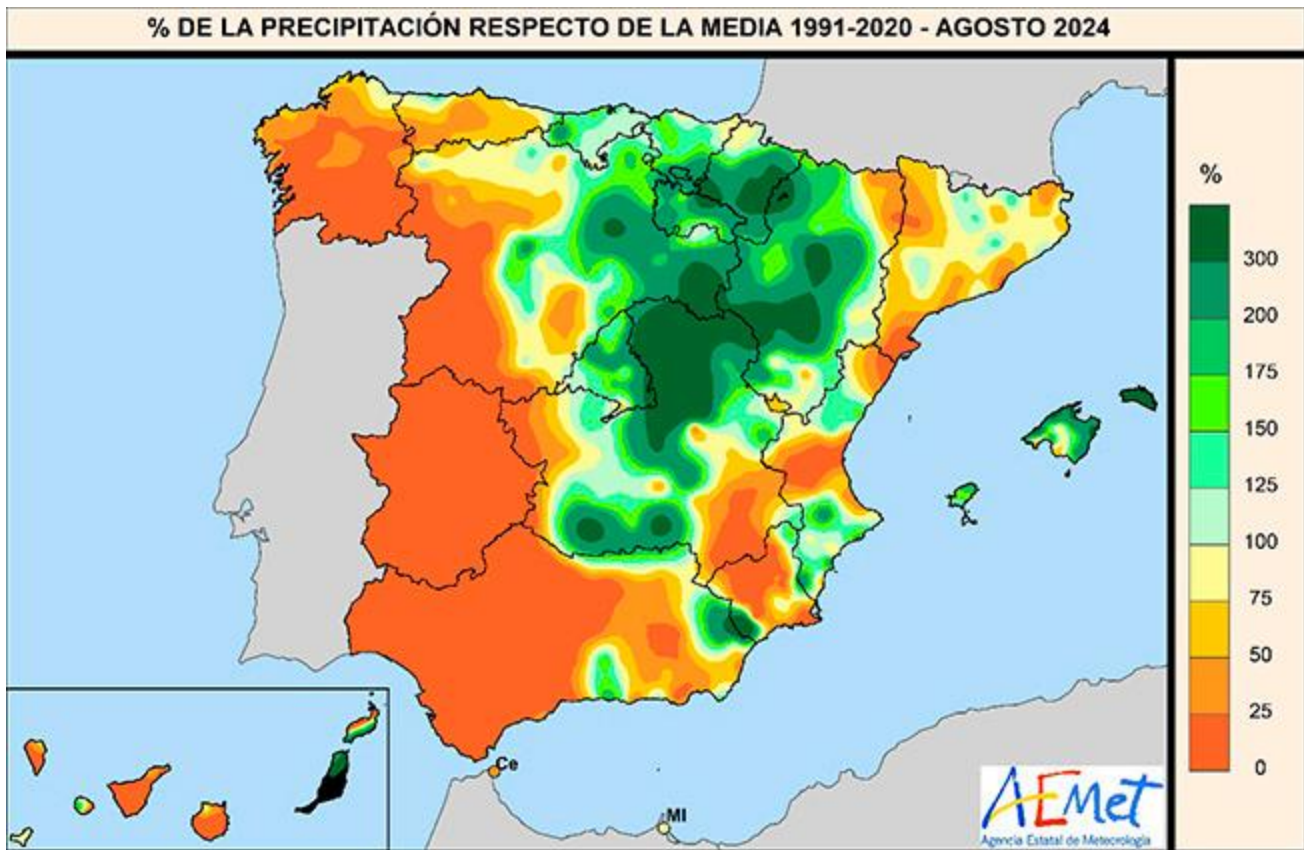 % DE LA PRECIPITACIÓN RESPECTO DE LA MEDIA 1991-2020 - AGOSTO 2024
%
300
200
175
150
125
100
75
50
25
0
Ce
Ml
AEMet
Agencia Estatal de Meteorología